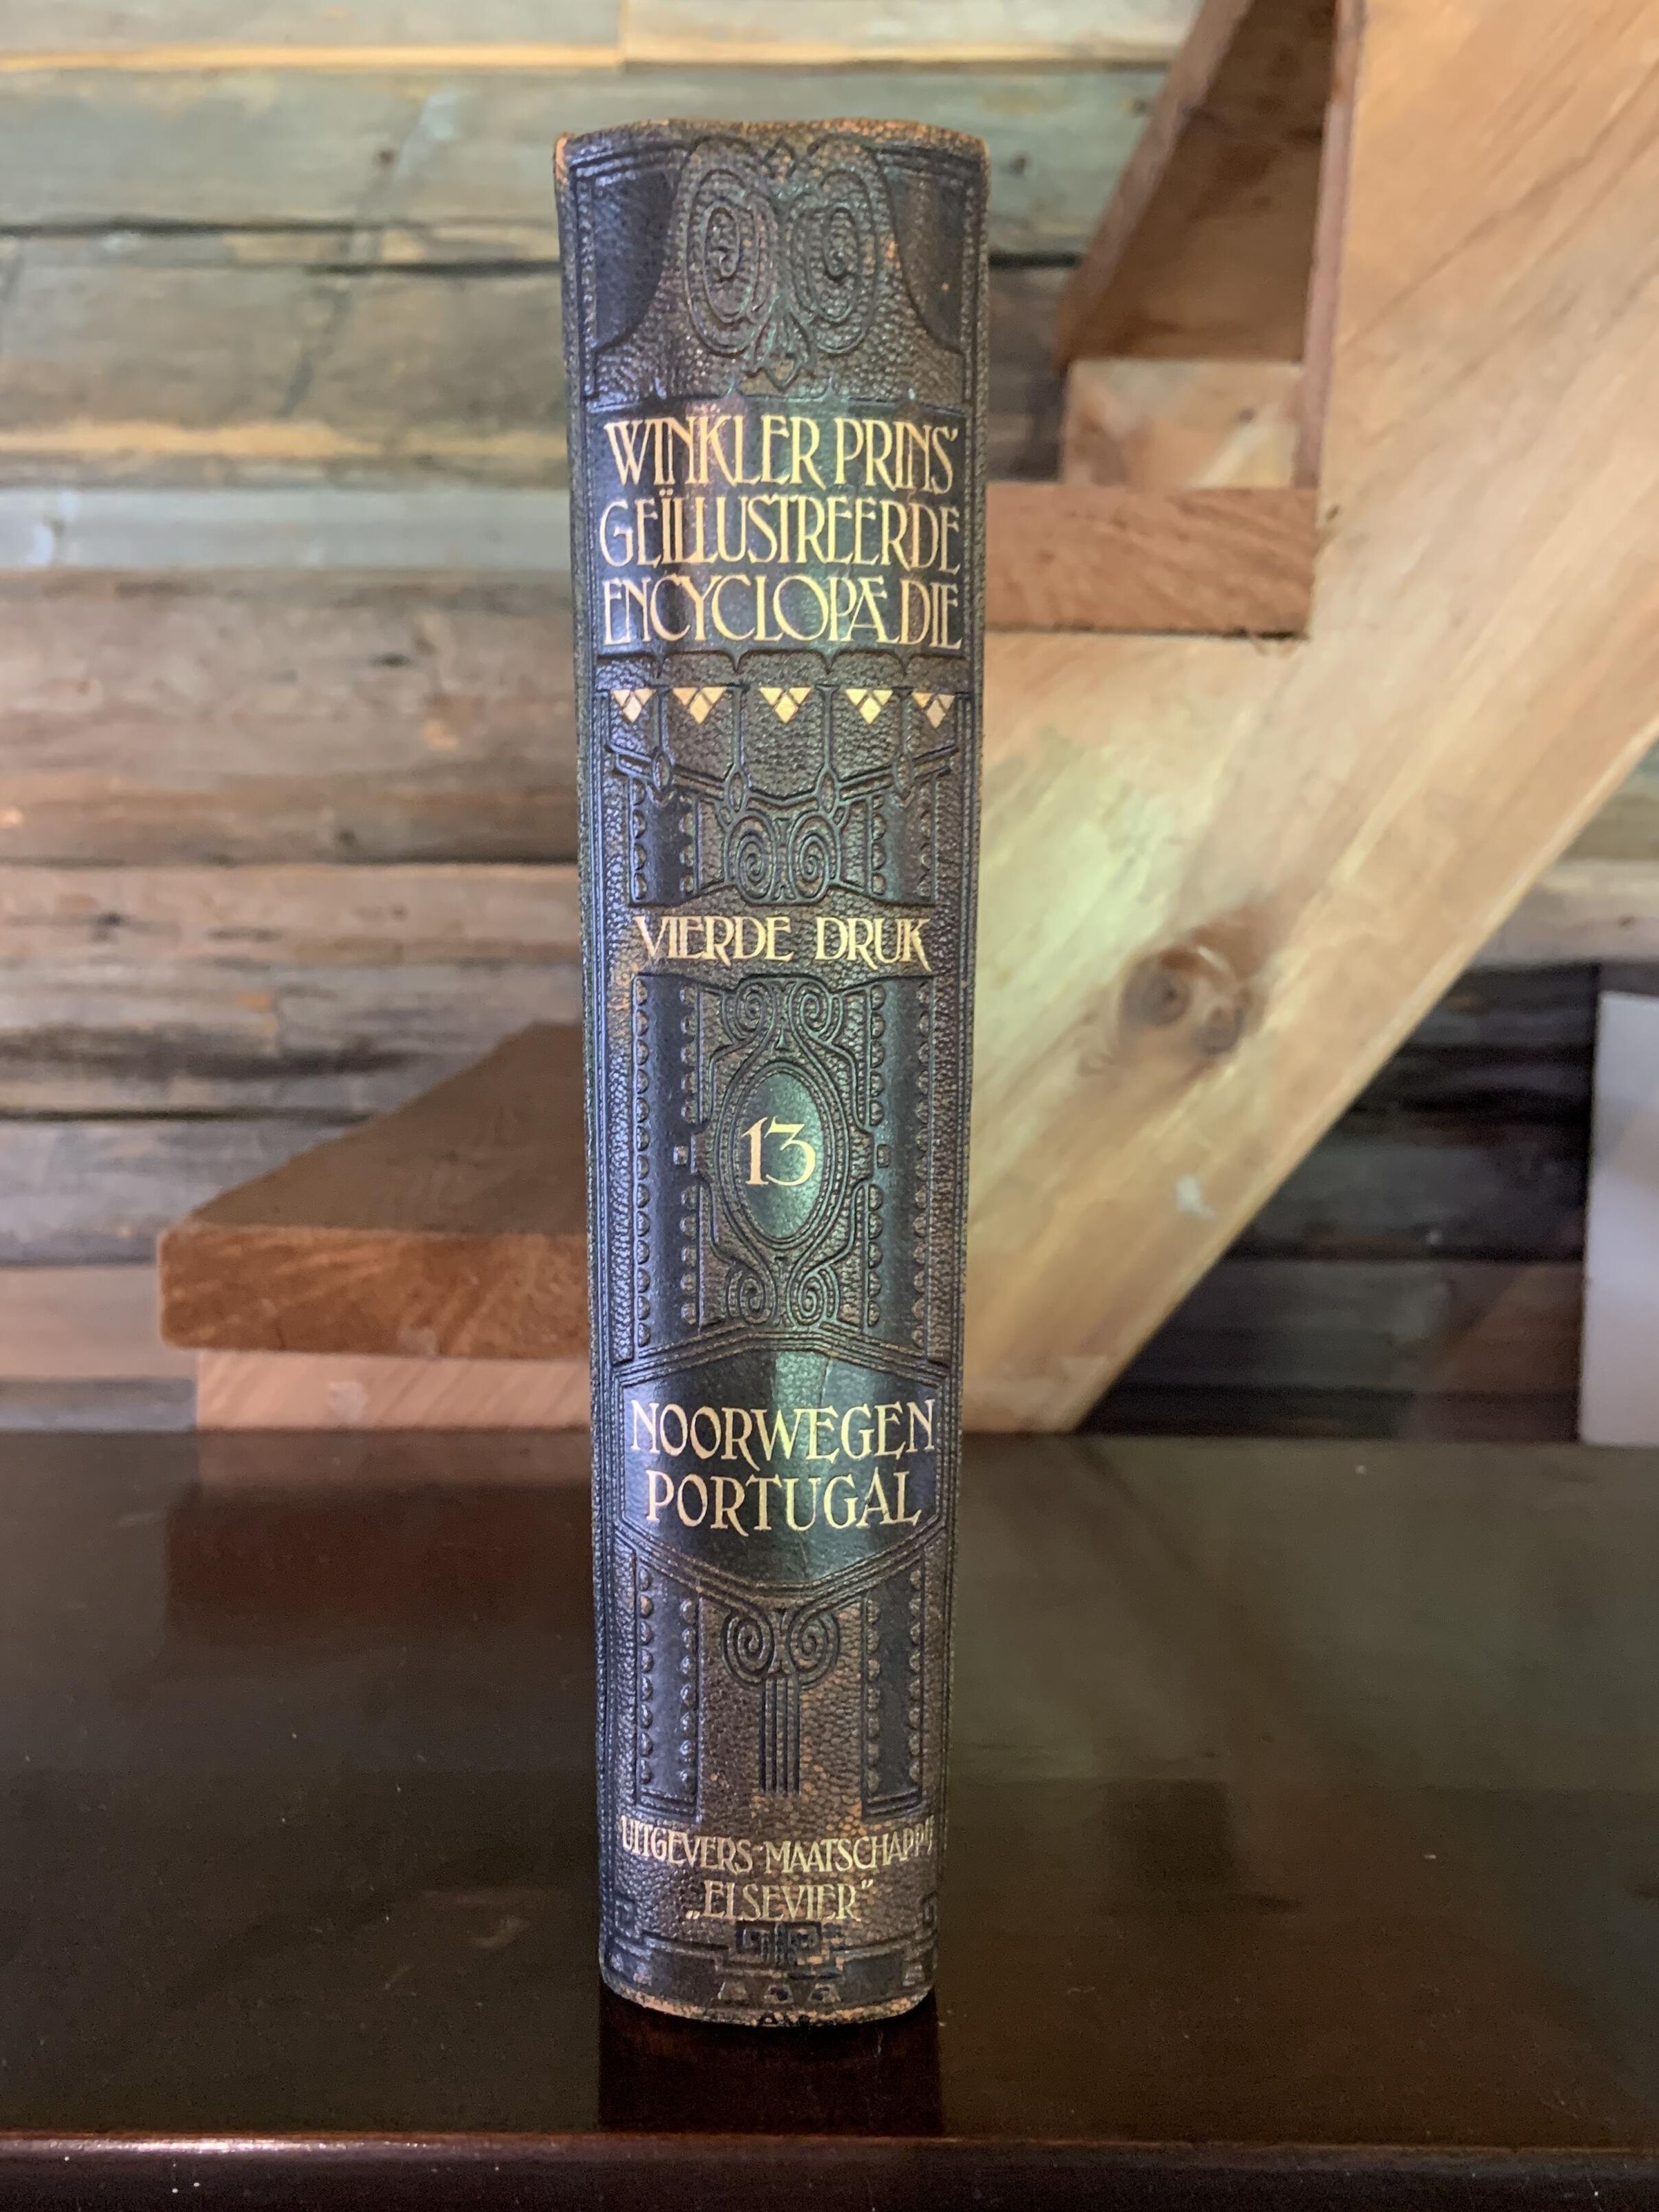 WINKLER PRINS'
GEÏLLUSTREERDE
ENCYCLOPÆDIE
VIERDE DRUK
13
NOORWEGEN
PORTUGAL
UITGEVERS-MAATSCHAPPIJ
„ELSEVIER”